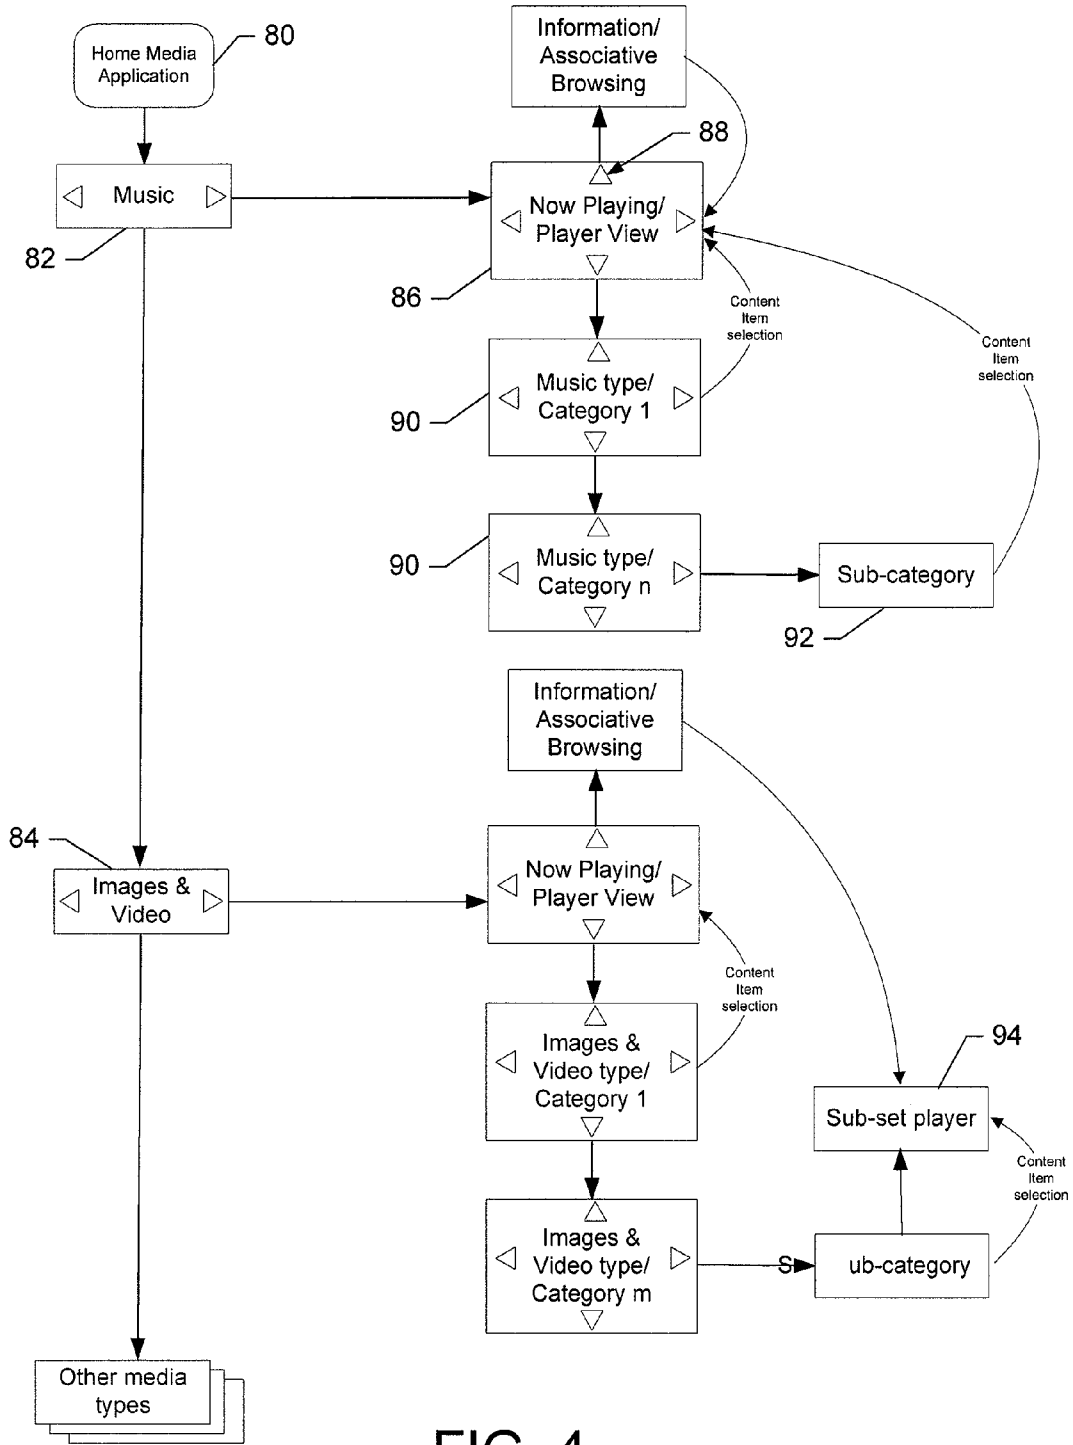 Home Media
Application
80
Information/
Associative
Browsing
88
Music
82
Now Playing/
Player View
86
Content
Item
selection
Content
Item
selection
Music type/
Category 1
90
Music type/
Category n
90
Sub-category
92
Information/
Associative
Browsing
84
Images &
Video
Now Playing/
Player View
Content
Item
selection
Images &
Video type/
Category 1
94
Sub-set player
Content
Item
selection
Images &
Video type/
Category m
S ub-category
Other media
types
FIG. 4